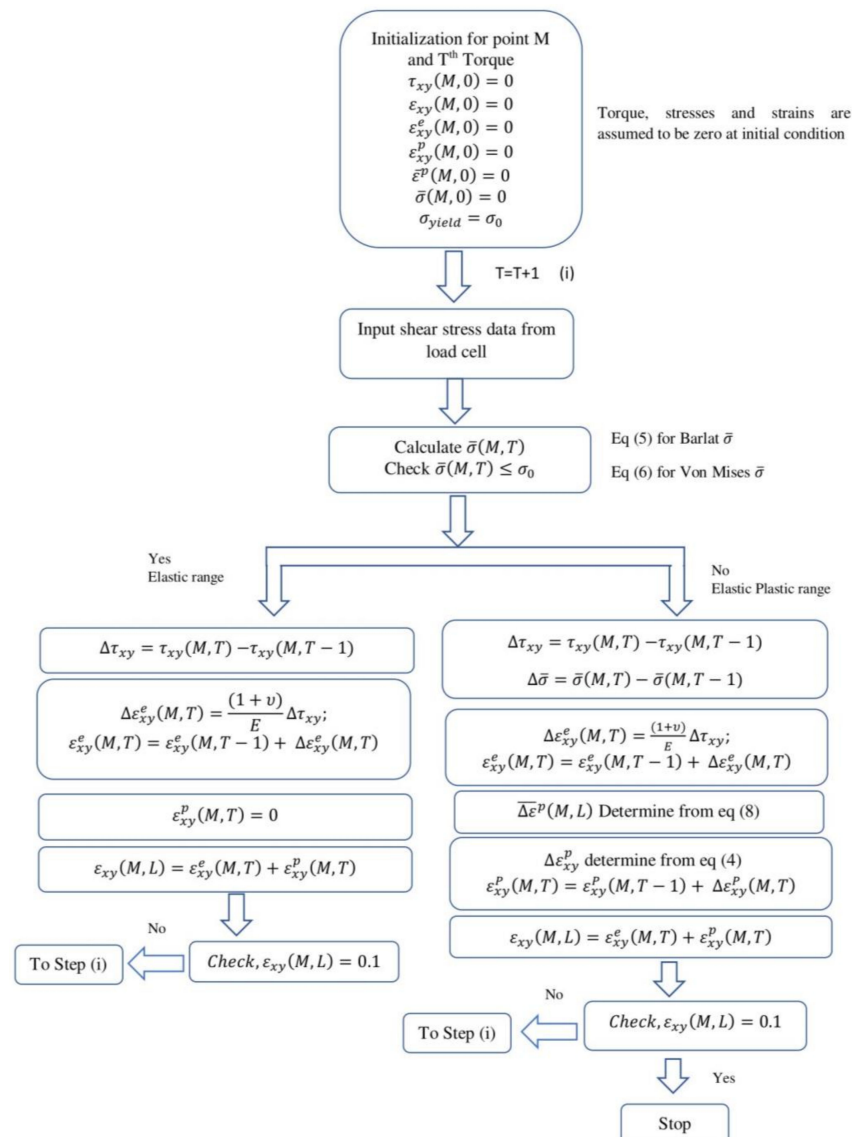 Initialization for point M
and Tᵗʰ Torque
τ_xy(M, 0) = 0
ε_xy(M, 0) = 0
ε^e_xy(M, 0) = 0
ε^p_xy(M, 0) = 0
ε̄^p(M, 0) = 0
σ̄(M, 0) = 0
σ_yield = σ_0
Torque, stresses and strains are
assumed to be zero at initial condition
T=T+1 (i)
Input shear stress data from
load cell
Calculate σ̄(M, T)
Check σ̄(M, T) ≤ σ_0
Eq (5) for Barlat σ̄
Eq (6) for Von Mises σ̄
Yes
Elastic range
Δτ_xy = τ_xy(M, T) −τ_xy(M, T − 1)
Δε^e_xy(M, T) = (1 + υ)/E Δτ_xy;
ε^e_xy(M, T) = ε^e_xy(M, T − 1) + Δε^e_xy(M, T)
ε^p_xy(M, T) = 0
ε_xy(M, L) = ε^e_xy(M, T) + ε^p_xy(M, T)
No
To Step (i)
Check, ε_xy(M, L) = 0.1
No
Elastic Plastic range
Δτ_xy = τ_xy(M, T) −τ_xy(M, T − 1)
Δσ̄ = σ̄(M, T) − σ̄(M, T − 1)
Δε^e_xy(M, T) = (1+υ)/E Δτ_xy;
ε^e_xy(M, T) = ε^e_xy(M, T − 1) + Δε^e_xy(M, T)
Δ̅ε̅^p(M, L) Determine from eq (8)
Δε^p_xy determine from eq (4)
ε^p_xy(M, T) = ε^p_xy(M, T − 1) + Δε^p_xy(M, T)
ε_xy(M, L) = ε^e_xy(M, T) + ε^p_xy(M, T)
No
To Step (i)
Check, ε_xy(M, L) = 0.1
Yes
Stop